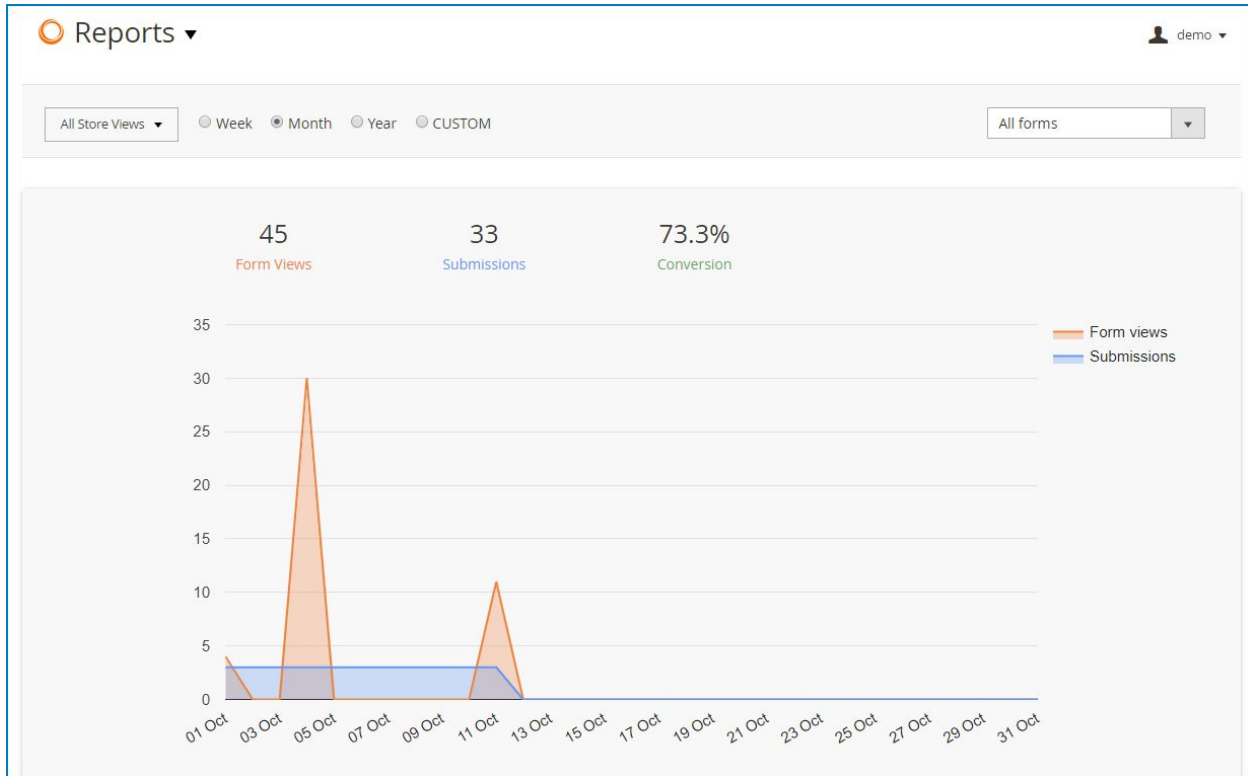 Reports
demo
All Store Views
Week
Month
Year
CUSTOM
All forms
45
33
73.3%
Form Views
Submissions
Conversion
35
30
25
20
15
10
5
0
Form views
Submissions
01 Oct
03 Oct
05 Oct
07 Oct
09 Oct
11 Oct
13 Oct
15 Oct
17 Oct
19 Oct
21 Oct
23 Oct
25 Oct
27 Oct
29 Oct
31 Oct